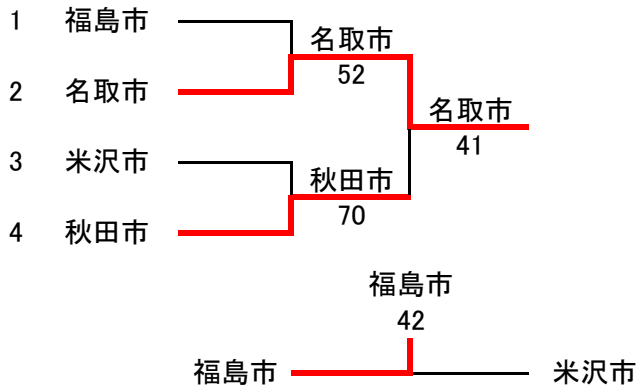 1 福島市
名取市
52
2 名取市
名取市
41
3 米沢市
秋田市
70
4 秋田市
福島市
42
福島市 米沢市